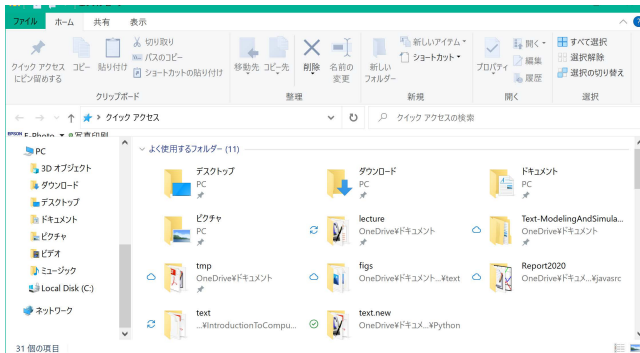 ファイル ホーム 共有 表示
クイック アクセス にピン留めする
コピー
貼り付け
切り取り
パスのコピー
ショートカットの貼り付け
移動先
コピー先
削除
名前の変更
新しいフォルダー
新しいアイテム
ショートカット
プロパティ
開く
編集
履歴
すべて選択
選択解除
選択の切り替え
クリップボード 整理 新規 開く 選択
クイック アクセス
クイック アクセスの検索
EPSON E-Photo 写真印刷
PC
3D オブジェクト
ダウンロード
デスクトップ
ドキュメント
ピクチャ
ビデオ
ミュージック
Local Disk (C:)
ネットワーク
よく使用するフォルダー (11)
デスクトップ
PC
ダウンロード
PC
ドキュメント
PC
ピクチャ
PC
lecture
OneDrive¥ドキュメント
Text-ModelingAndSimula...
OneDrive¥ドキュメント
tmp
OneDrive¥ドキュメント
figs
OneDrive¥ドキュメント...¥text
Report2020
OneDrive¥ドキュメ...¥javasrc
text
...¥IntroductionToCompu...
text.new
OneDrive¥ドキュメ...¥Python
31 個の項目